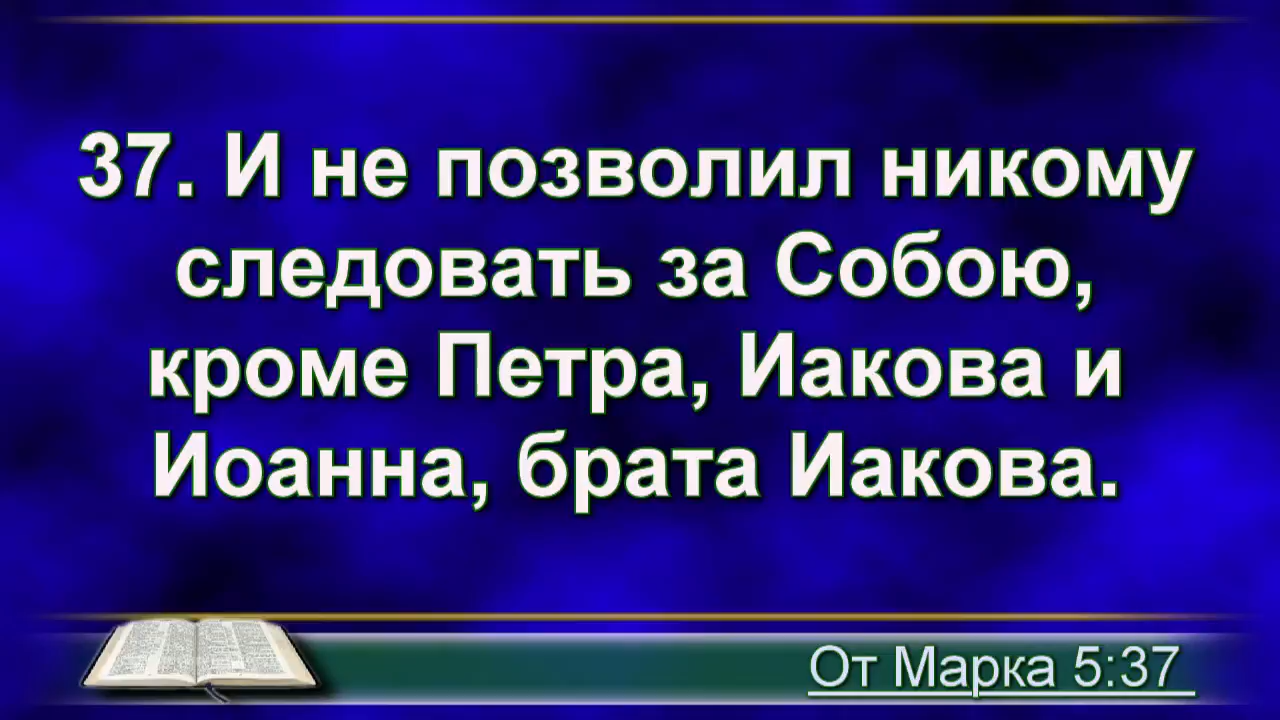 37. И не позволил никому
следовать за Собою,
кроме Петра, Иакова и
Иоанна, брата Иакова.
От Марка 5:37